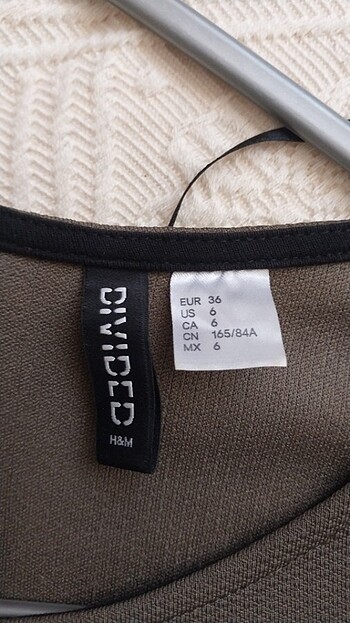 DIVIDED
H&M
EUR 36
US 6
CA 6
CN 165/84A
MX 6